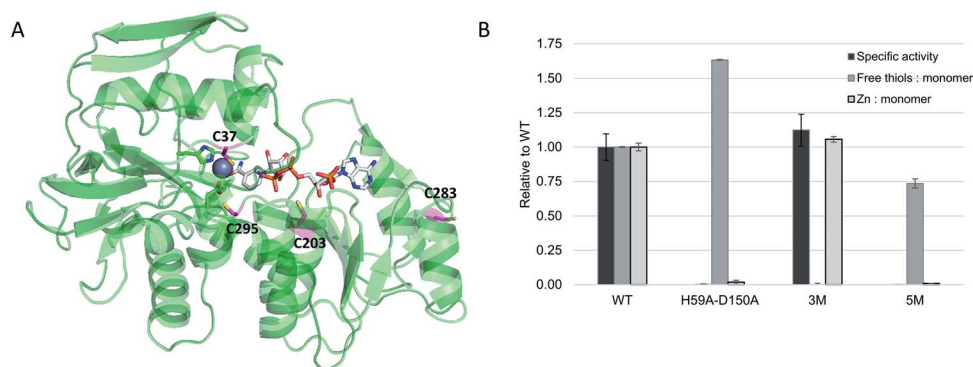 A
C37
C283
C295
C203
B
Relative to WT
1.75
1.50
1.25
1.00
0.75
0.50
0.25
0.00
Specific activity
Free thiols : monomer
Zn : monomer
WT
H59A-D150A
3M
5M